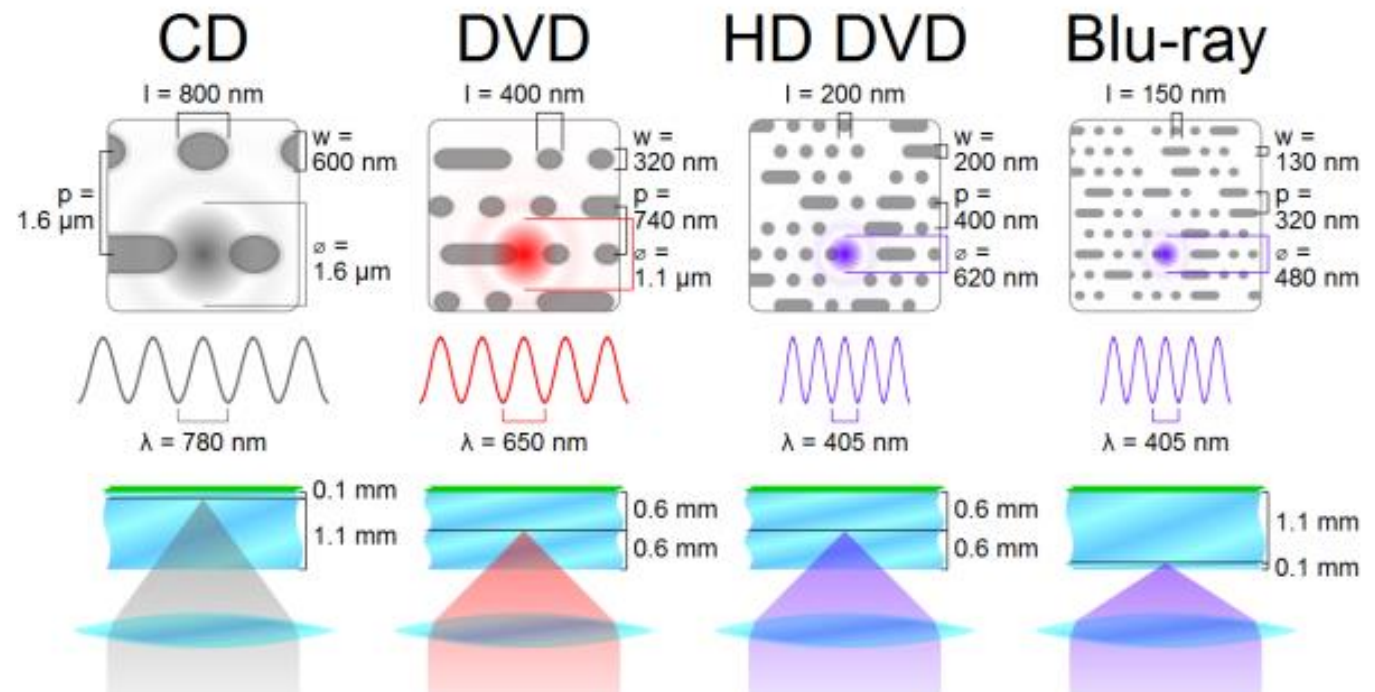 CD
DVD
HD DVD
Blu-ray
l = 800 nm
l = 400 nm
l = 200 nm
l = 150 nm
w =
600 nm
p =
1.6 µm
⌀ =
1.6 µm
w =
320 nm
p =
740 nm
⌀ =
1.1 µm
w =
200 nm
p =
400 nm
⌀ =
620 nm
w =
130 nm
p =
320 nm
⌀ =
480 nm
λ = 780 nm
λ = 650 nm
λ = 405 nm
λ = 405 nm
0.1 mm
1.1 mm
0.6 mm
0.6 mm
0.6 mm
0.6 mm
1.1 mm
0.1 mm